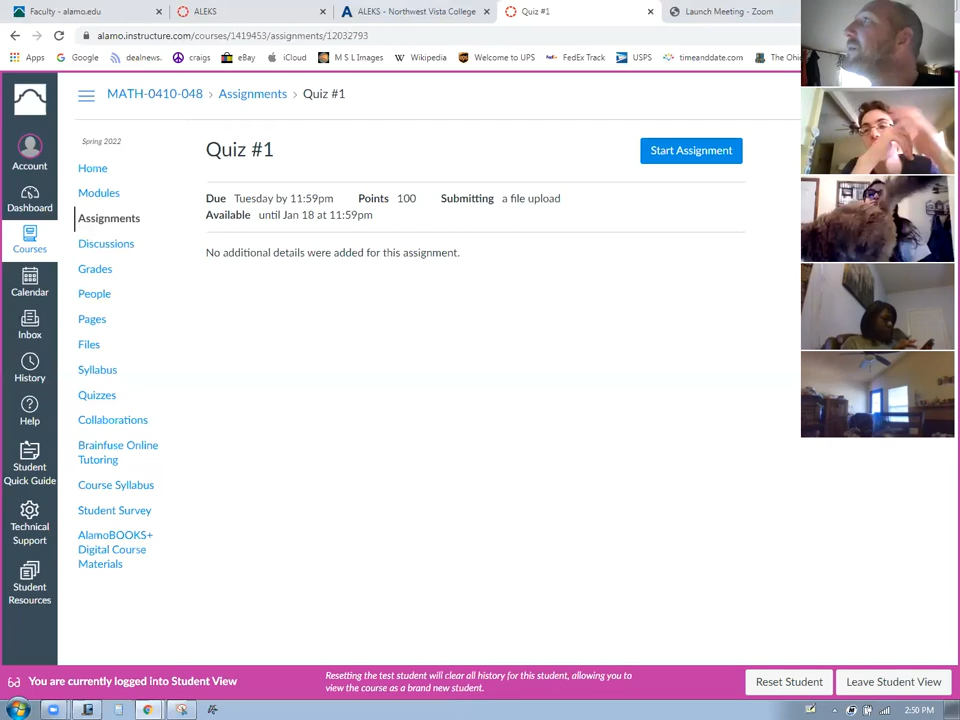 Faculty - alamo.edu
ALEKS
ALEKS - Northwest Vista College
Quiz #1
Launch Meeting - Zoom
alamo.instructure.com/courses/1419453/assignments/12032793
Apps
Google
dealnews.
craigs
eBay
iCloud
M S L Images
Wikipedia
Welcome to UPS
FedEx Track
USPS
timeanddate.com
The Ohi
MATH-0410-048 › Assignments › Quiz #1
Account
Dashboard
Courses
Calendar
Inbox
History
Help
Student
Quick Guide
Technical
Support
Student
Resources
Spring 2022
Home
Modules
Assignments
Discussions
Grades
People
Pages
Files
Syllabus
Quizzes
Collaborations
Brainfuse Online
Tutoring
Course Syllabus
Student Survey
AlamoBOOKS+
Digital Course
Materials
Quiz #1
Start Assignment
Due Tuesday by 11:59pm Points 100 Submitting a file upload
Available until Jan 18 at 11:59pm
No additional details were added for this assignment.
You are currently logged into Student View
Resetting the test student will clear all history for this student, allowing you to
view the course as a brand new student.
Reset Student
Leave Student View
2:50 PM